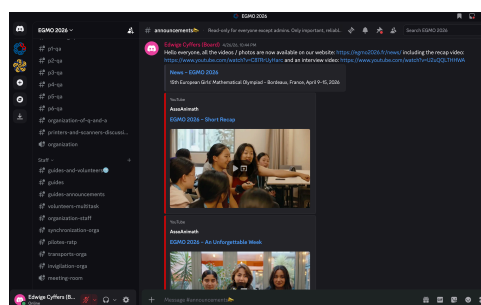 EGMO 2026
EGMO 2026
p1-qa
p2-qa
p3-qa
p4-qa
p5-qa
p6-qa
organization-of-q-and-a
printers-and-scanners-discussi...
organization
Staff
guides-and-volunteers
guides
guides-announcements
volunteers-multitask
organization-staff
synchronization-orga
pilotes-ratp
transports-orga
invigilation-orga
meeting-room
Edwige Cyffers (B...
Online
announcements
Read-only for everyone except admins. Only important, reliabl...
Search EGMO 2026
Edwige Cyffers (Board) 4/26/26, 10:44 PM
Hello everyone, all the videos / photos are now available on our website: https://egmo2026.fr/news/ including the recap video:
and an interview video:
News – EGMO 2026
15th European Girls' Mathematical Olympiad - Bordeaux, France, April 9–15, 2026
YouTube
AssoAnimath
EGMO 2026 - Short Recap
YouTube
AssoAnimath
EGMO 2026 - An Unforgettable Week
Message #announcements